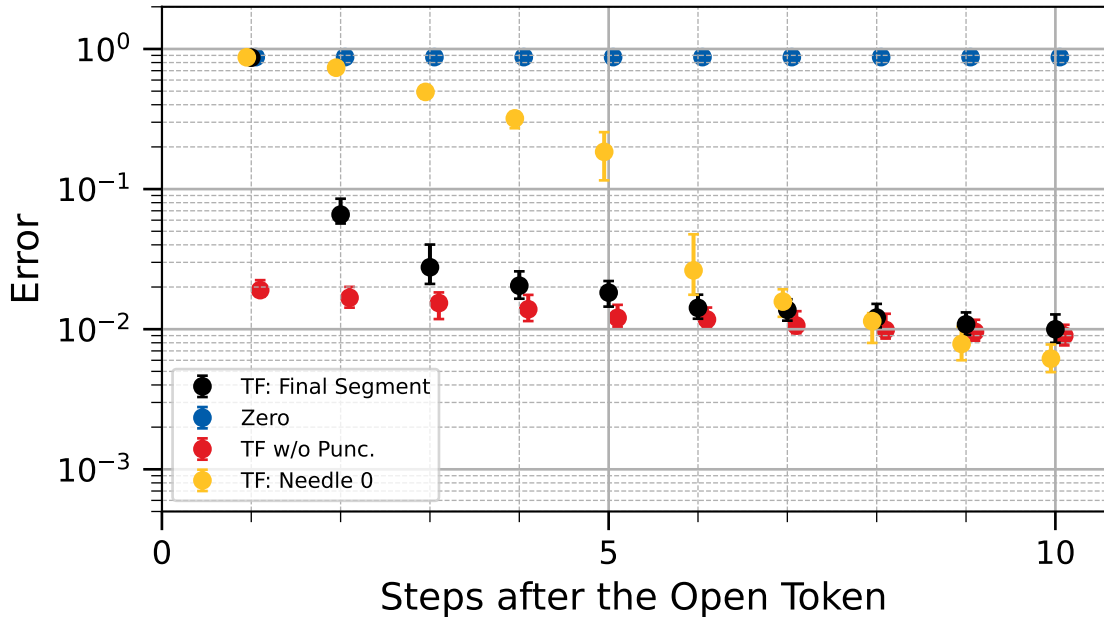 10⁰
10⁻¹
10⁻²
10⁻³
Error
TF: Final Segment
Zero
TF w/o Punc.
TF: Needle 0
0
5
10
Steps after the Open Token